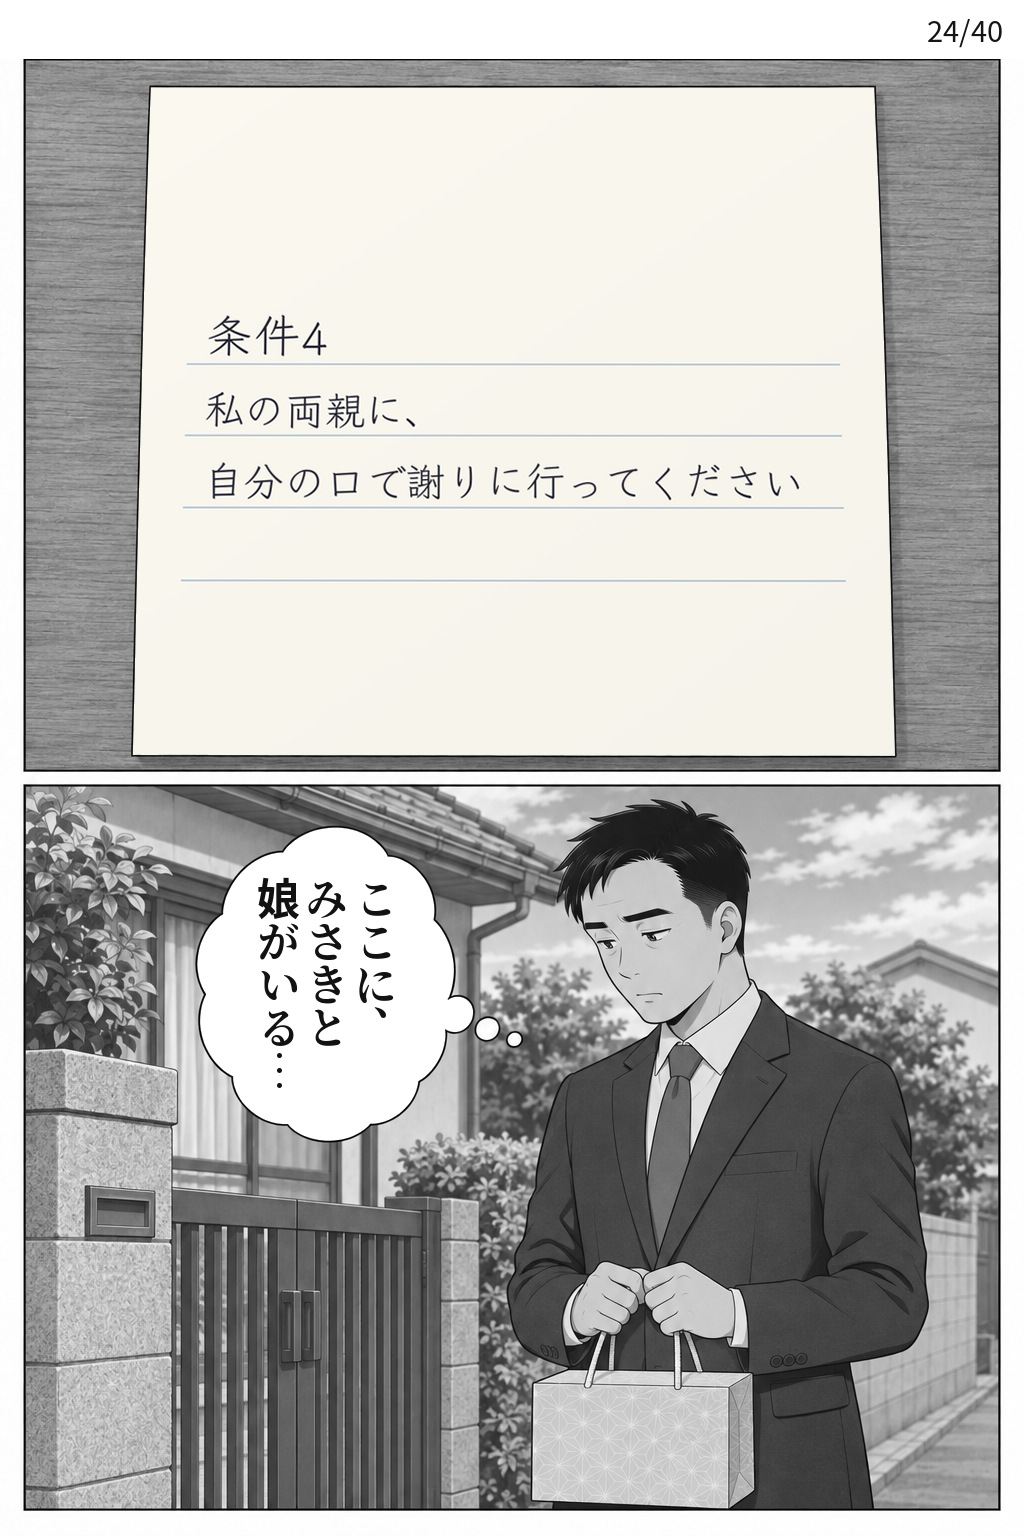 24/40
条件4
私の両親に、
自分の口で謝りに行ってください
ここに、
みさきと
娘がいる…